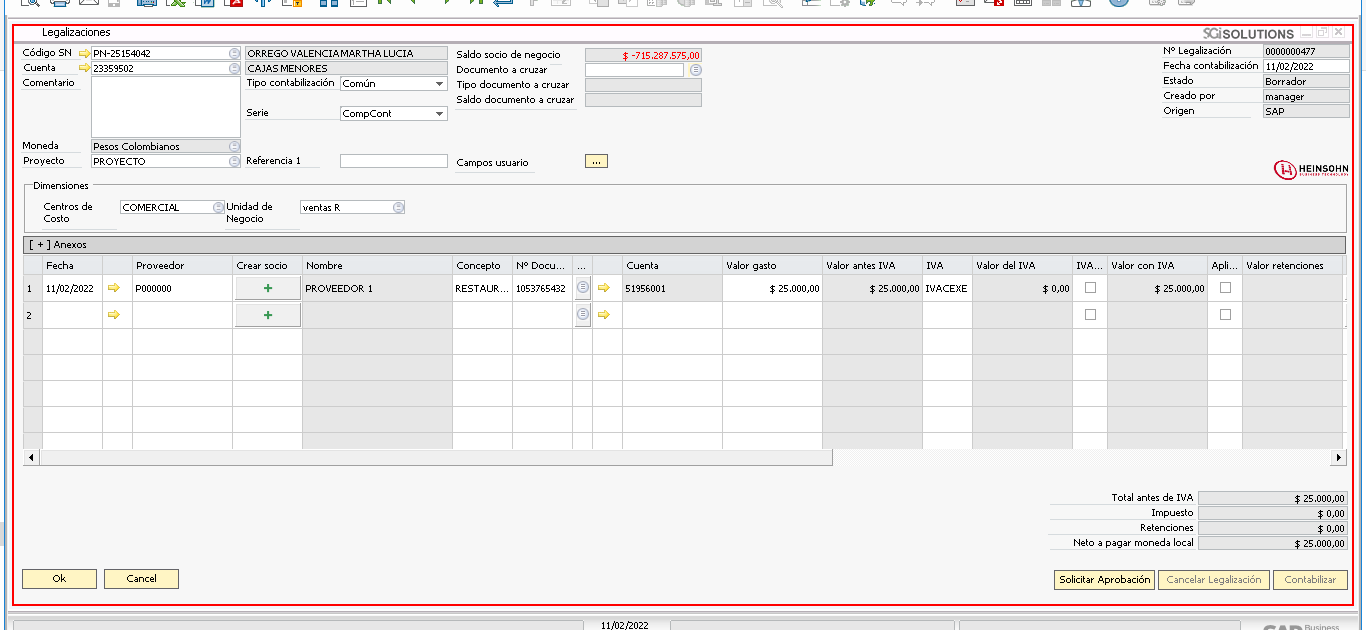 Legalizaciones
SGiSOLUTIONS
Código SN PN-25154042 ORREGO VALENCIA MARTHA LUCIA Saldo socio de negocio $ -715.287.575,00 Nº Legalización 0000000477
Cuenta 23359502 CAJAS MENORES Documento a cruzar Fecha contabilización 11/02/2022
Comentario Tipo contabilización Común Tipo documento a cruzar Estado Borrador
Saldo documento a cruzar Creado por manager
Serie CompCont Origen SAP
Moneda Pesos Colombianos
Proyecto PROYECTO Referencia 1 Campos usuario ...
HEINSOHN
BUSINESS TECHNOLOGY
Dimensiones
Centros de Costo COMERCIAL Unidad de Negocio ventas R
[ + ] Anexos
Fecha Proveedor Crear socio Nombre Concepto Nº Docu... ... Cuenta Valor gasto Valor antes IVA IVA Valor del IVA IVA... Valor con IVA Apli... Valor retenciones
1 11/02/2022 P000000 + PROVEEDOR 1 RESTAUR... 1053765432 51956001 $ 25.000,00 $ 25.000,00 IVACEXE $ 0,00 $ 25.000,00
2 +
Total antes de IVA $ 25.000,00
Impuesto $ 0,00
Retenciones $ 0,00
Neto a pagar moneda local $ 25.000,00
Ok Cancel Solicitar Aprobación Cancelar Legalización Contabilizar
11/02/2022
SAP Business